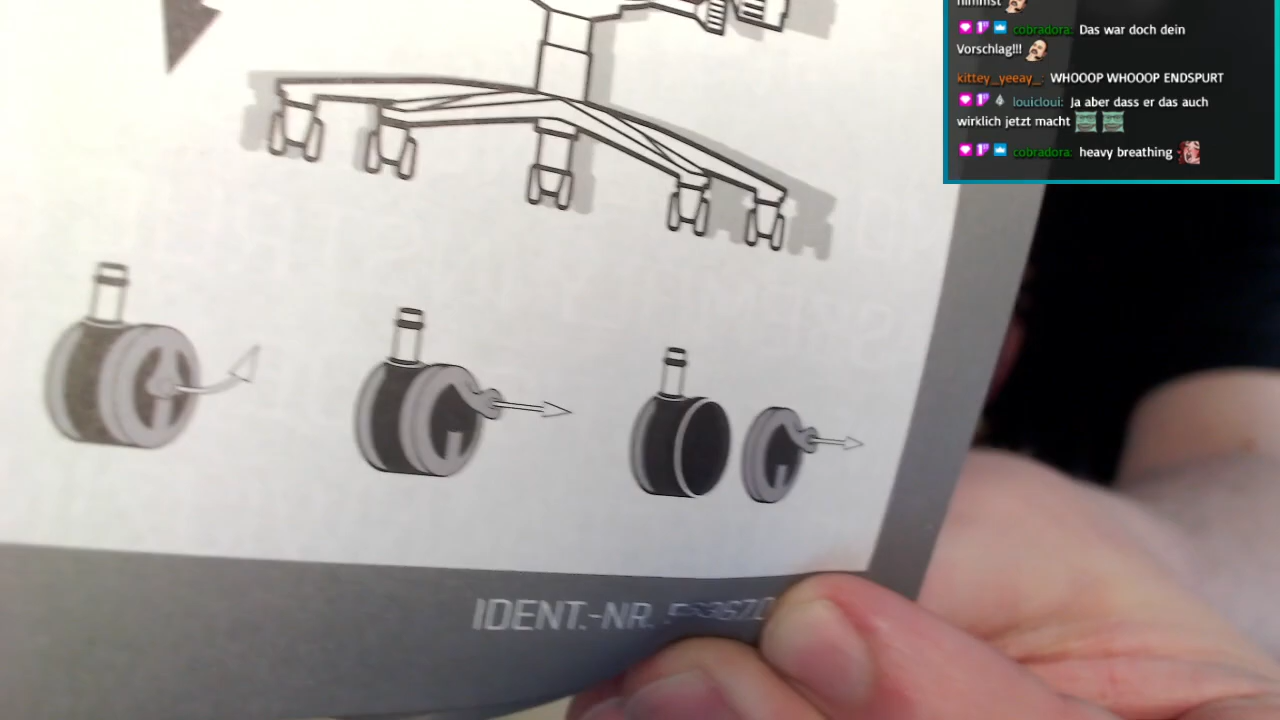 cobradora: Das war doch dein
Vorschlag!!!
kittey_yeeay_: WHOOOP WHOOOP ENDSPURT
louicloui: Ja aber dass er das auch
wirklich jetzt macht
cobradora: heavy breathing
IDENT.-NR.